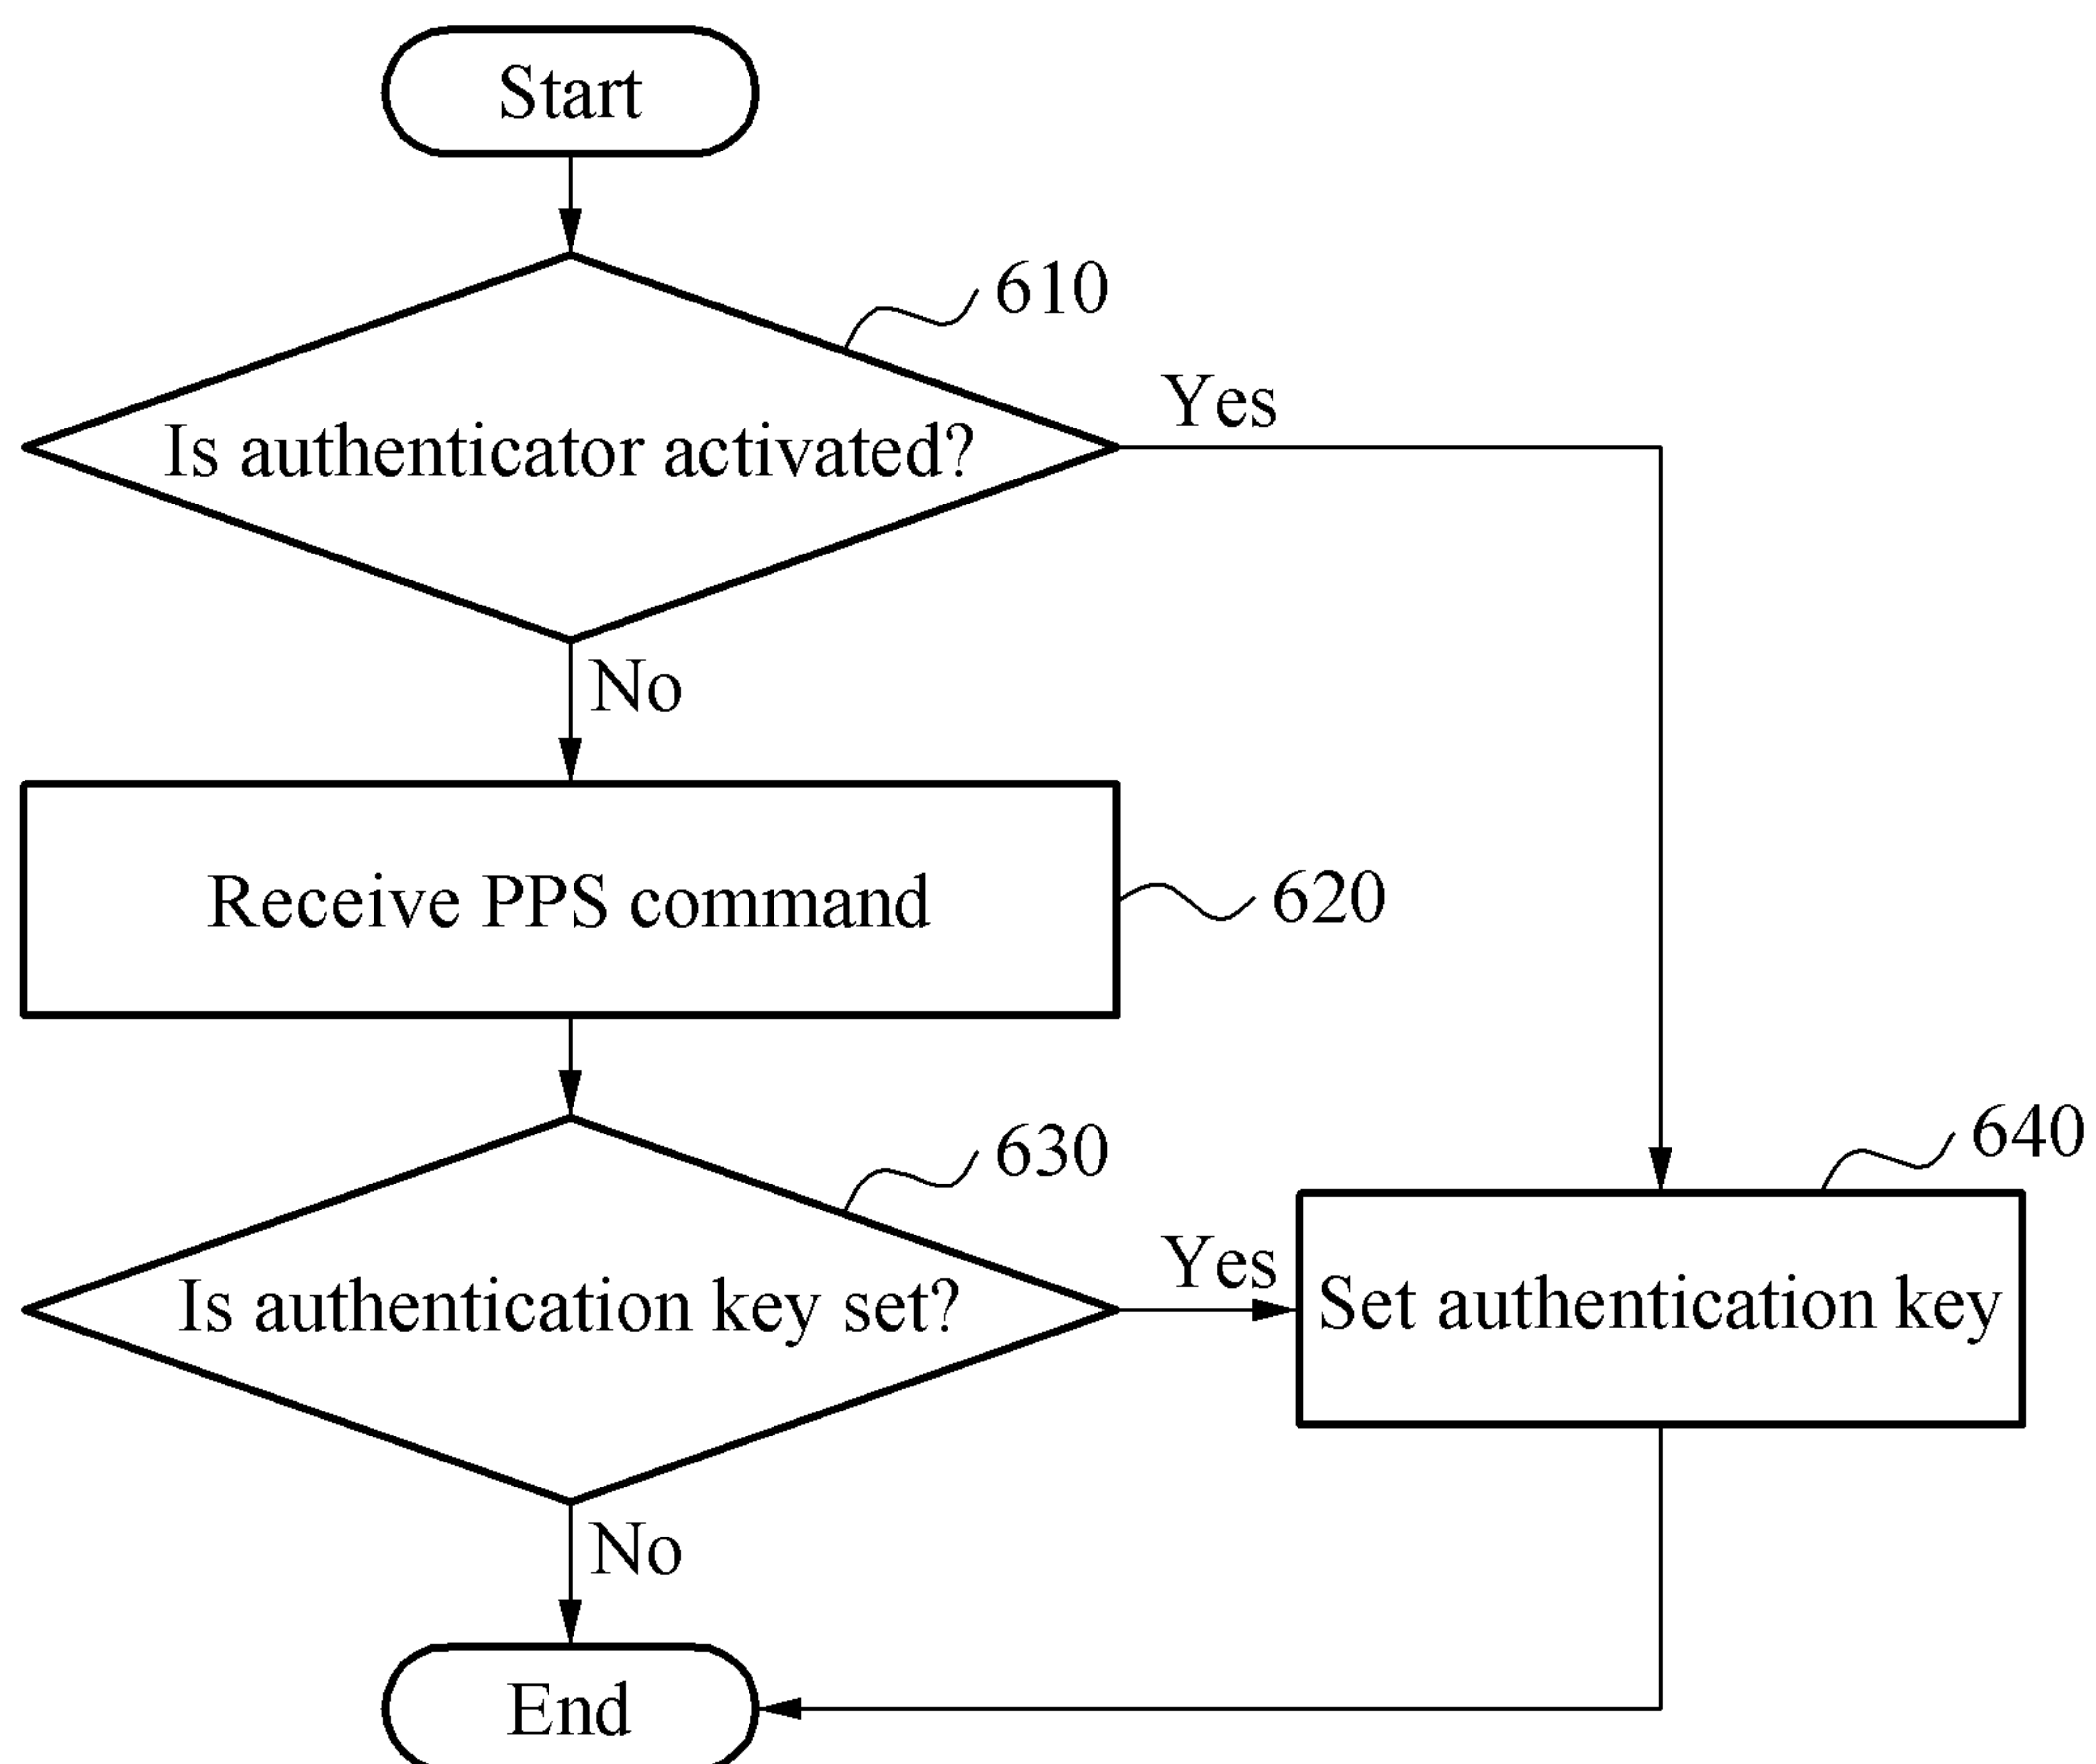 Start
610
Is authenticator activated?
Yes
No
Receive PPS command
620
630
Is authentication key set?
Yes
640
Set authentication key
No
End